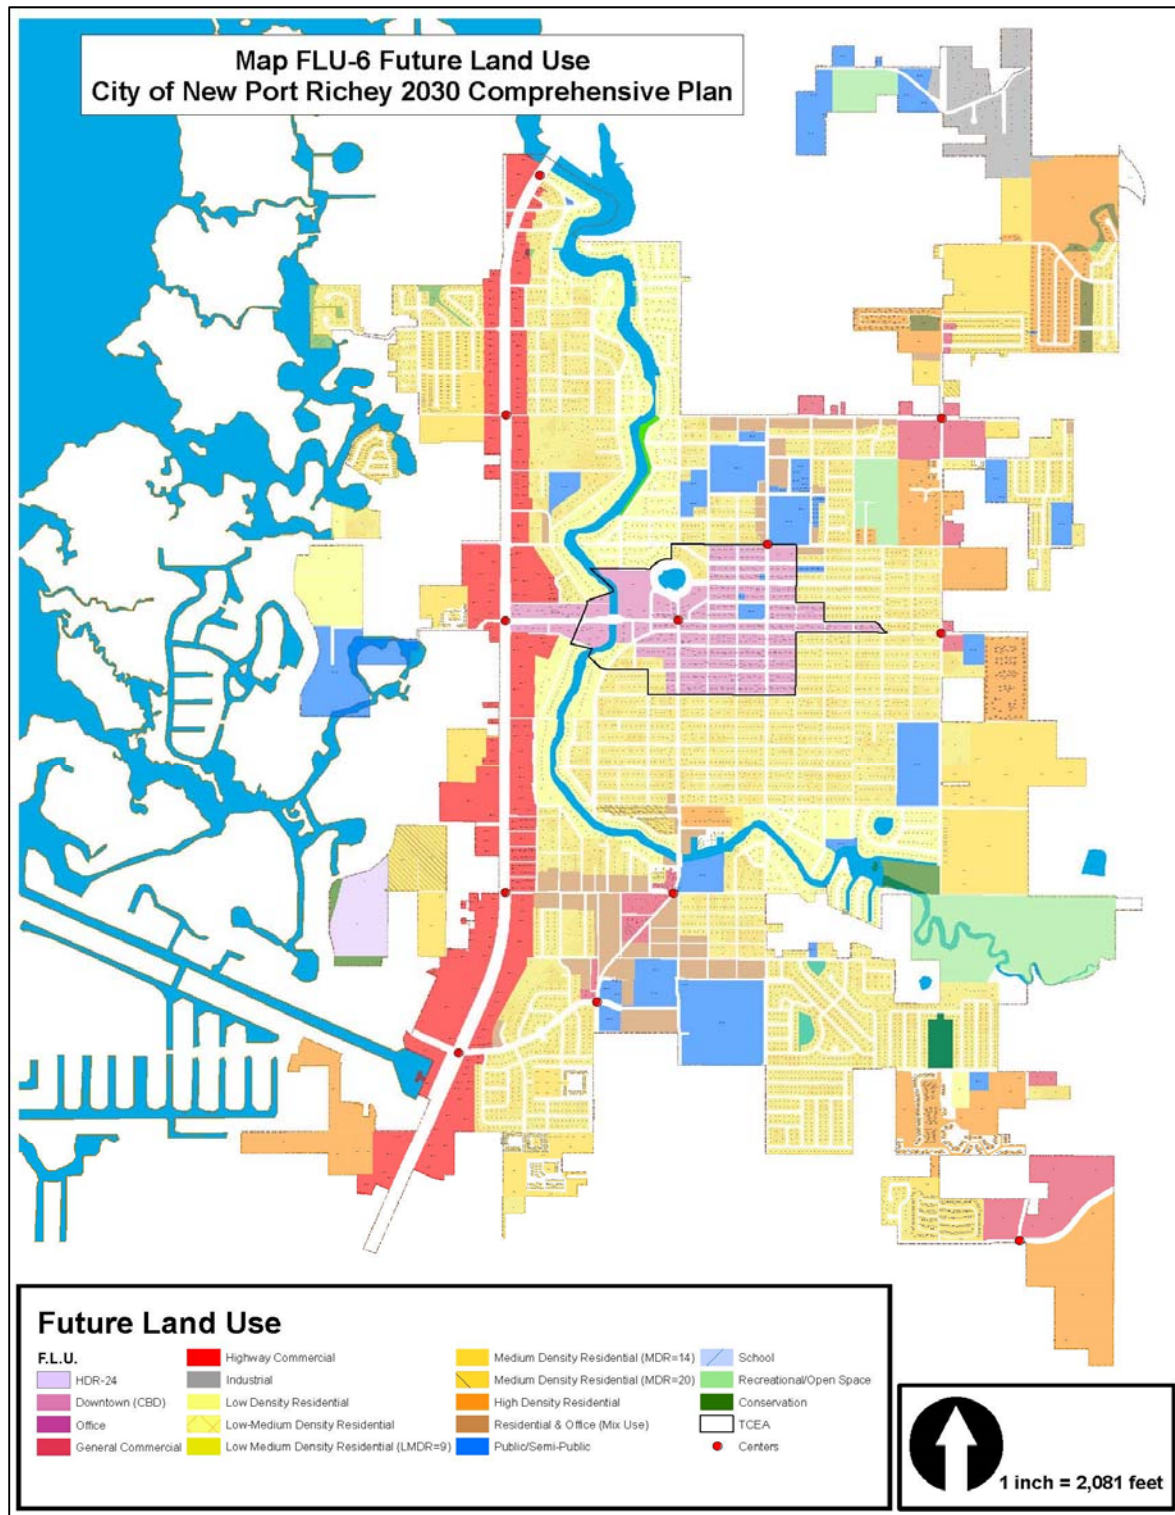 Map FLU-6 Future Land Use
City of New Port Richey 2030 Comprehensive Plan
Future Land Use
F.L.U.
HDR-24
Downtown (CBD)
Office
General Commercial
Highway Commercial
Industrial
Low Density Residential
Low-Medium Density Residential
Low Medium Density Residential (LMDR=9)
Medium Density Residential (MDR=14)
Medium Density Residential (MDR=20)
High Density Residential
Residential & Office (Mix Use)
Public/Semi-Public
School
Recreational/Open Space
Conservation
TCEA
Centers
1 inch = 2,081 feet